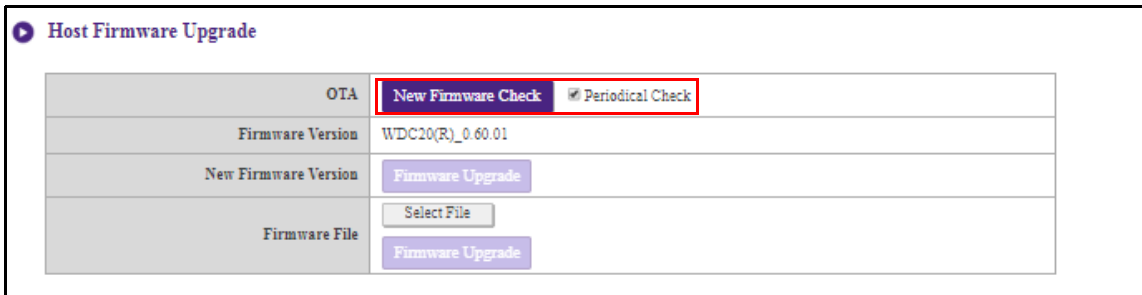 Host Firmware Upgrade
OTA New Firmware Check Periodical Check
Firmware Version WDC20(R)_0.60.01
New Firmware Version Firmware Upgrade
Select File
Firmware File
Firmware Upgrade